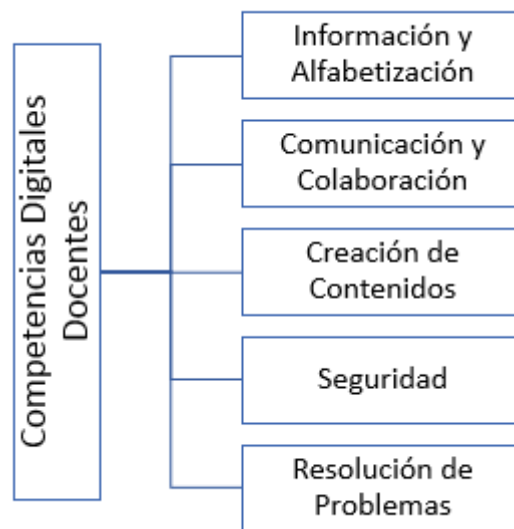 Competencias Digitales
Docentes
Información y
Alfabetización
Comunicación y
Colaboración
Creación de
Contenidos
Seguridad
Resolución de
Problemas